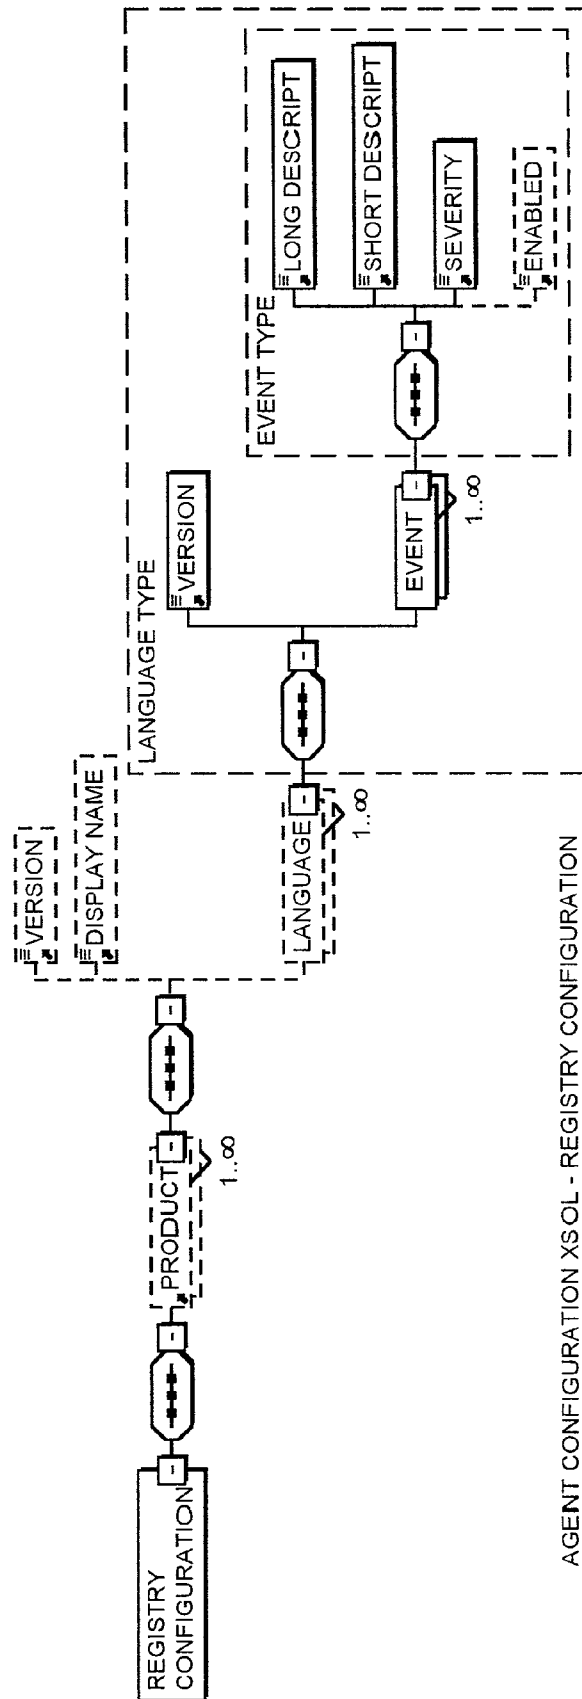 REGISTRY
CONFIGURATION
PRODUCT
1..∞
VERSION
DISPLAY NAME
LANGUAGE
1..∞
LANGUAGE TYPE
VERSION
EVENT
1..∞
EVENT TYPE
LONG DESCRIPT
SHORT DESCRIPT
SEVERITY
ENABLED
AGENT CONFIGURATION XSOL - REGISTRY CONFIGURATION